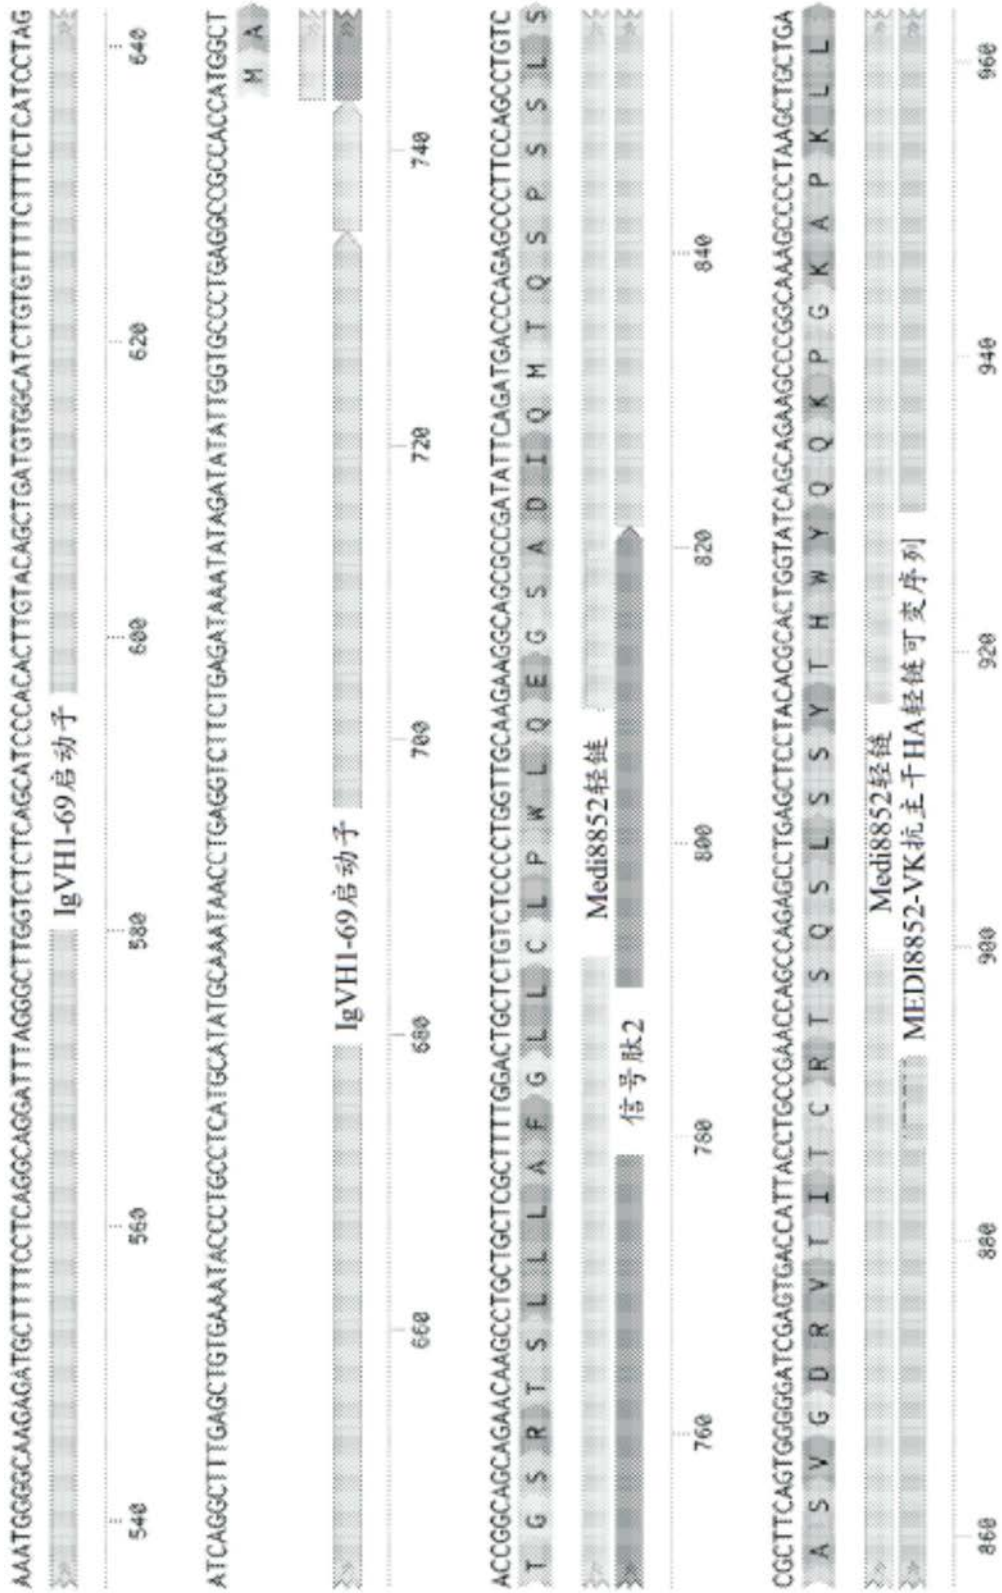 AAATGGGGCAAGAGATGCTTTTTCCTCAGGCAGGATTTAGGGCTTGGTCTCTCAGCATCCCACACTTGTACAGCTGATGTGGCATCTGTGTTTTCTTTCTCATCCTAG
IgVH1-69启动子
540 560 580 600 620 640
ATCAGGCTTTGAGCTGTGAAATACCCTGCCTCATGCATATGCAAATAACCTGAGGTCTTCTGAGATAAATATAGATATATTGGTGCCCTGAGGCCGCCACCATGGCT
M A
IgVH1-69启动子
660 680 700 720 740
ACCGGCAGCAGAACAAGCCTGCTGCTCGCTTTTGGACTGCTCTGTCTCCCCTGGTTGCAAGAAGGCAGCGCCGATATTCAGATGACCCAGAGCCCTTCCAGCCTGTC
T G S R T S L L L A F G L L C L P W L Q E G S A D I Q M T Q S P S S L S
Medi8852轻链
信号肽2
760 780 800 820 840
CGCTTCAGTGGGGGATCGAGTGACCATTACCTGCCGAACCAGCCAGAGCCTGAGCTCCTACACGCACTGGTATCAGCAGAAGCCCGGCAAAGCCCCTAAGCTGCTGA
A S V G D R V T I T C R T S Q S L S S Y T H W Y Q Q K P G K A P K L L
Medi8852轻链
MEDI8852-VK抗主干HA轻链可变序列
860 880 900 920 940 960